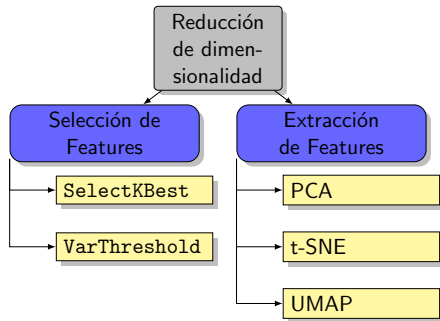 Reducción
de dimen-
sionalidad
Selección de
Features
Extracción
de Features
SelectKBest
PCA
VarThreshold
t-SNE
UMAP